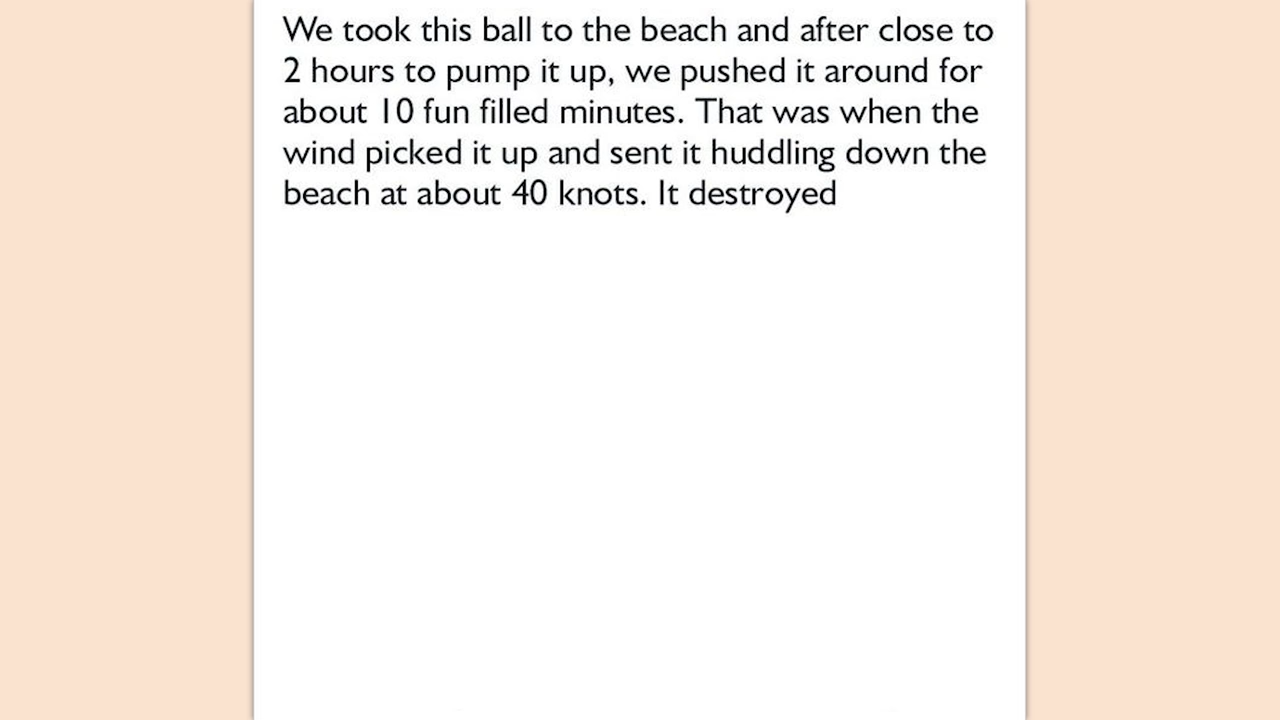 We took this ball to the beach and after close to
2 hours to pump it up, we pushed it around for
about 10 fun filled minutes. That was when the
wind picked it up and sent it huddling down the
beach at about 40 knots. It destroyed